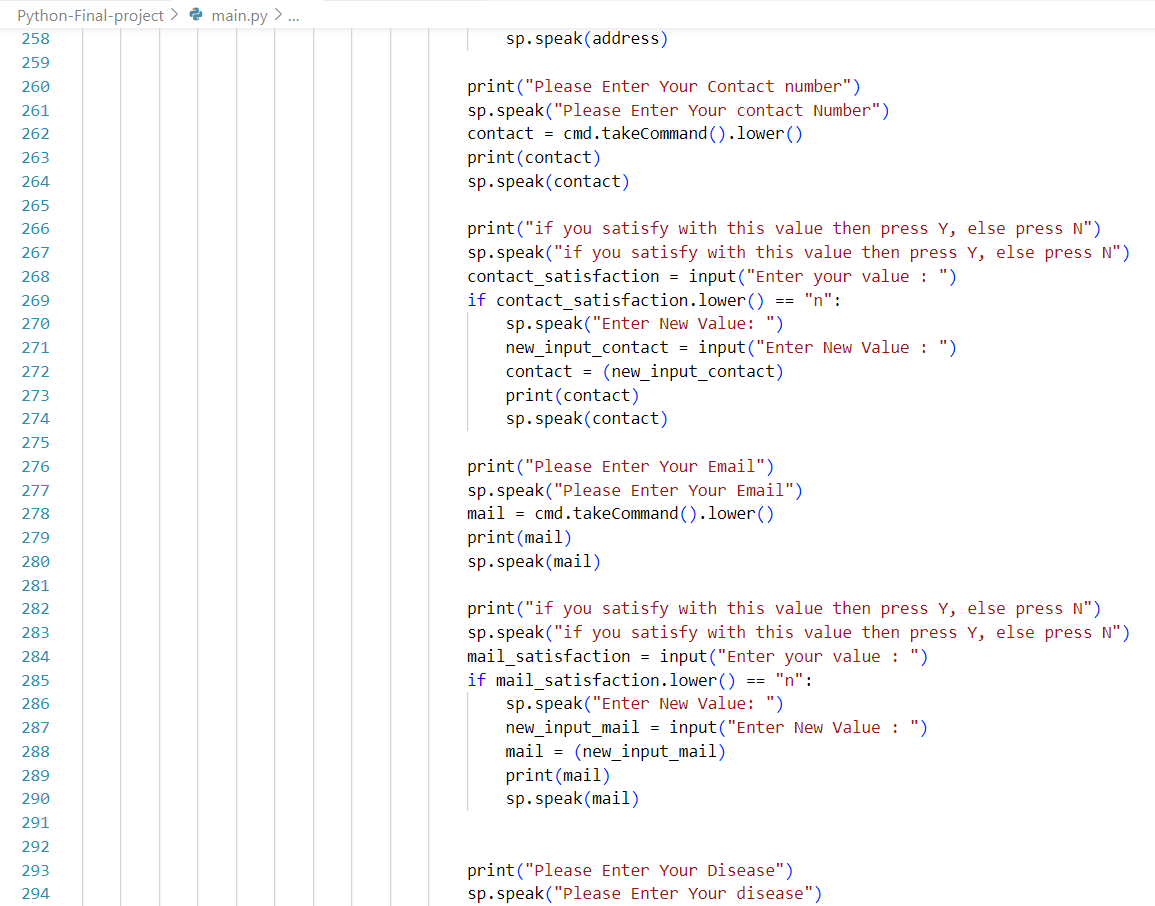 Python-Final-project > main.py > ...
258 sp.speak(address)
259
260 print("Please Enter Your Contact number")
261 sp.speak("Please Enter Your contact Number")
262 contact = cmd.takeCommand().lower()
263 print(contact)
264 sp.speak(contact)
265
266 print("if you satisfy with this value then press Y, else press N")
267 sp.speak("if you satisfy with this value then press Y, else press N")
268 contact_satisfaction = input("Enter your value : ")
269 if contact_satisfaction.lower() == "n":
270 sp.speak("Enter New Value: ")
271 new_input_contact = input("Enter New Value : ")
272 contact = (new_input_contact)
273 print(contact)
274 sp.speak(contact)
275
276 print("Please Enter Your Email")
277 sp.speak("Please Enter Your Email")
278 mail = cmd.takeCommand().lower()
279 print(mail)
280 sp.speak(mail)
281
282 print("if you satisfy with this value then press Y, else press N")
283 sp.speak("if you satisfy with this value then press Y, else press N")
284 mail_satisfaction = input("Enter your value : ")
285 if mail_satisfaction.lower() == "n":
286 sp.speak("Enter New Value: ")
287 new_input_mail = input("Enter New Value : ")
288 mail = (new_input_mail)
289 print(mail)
290 sp.speak(mail)
291
292
293 print("Please Enter Your Disease")
294 sp.speak("Please Enter Your disease")